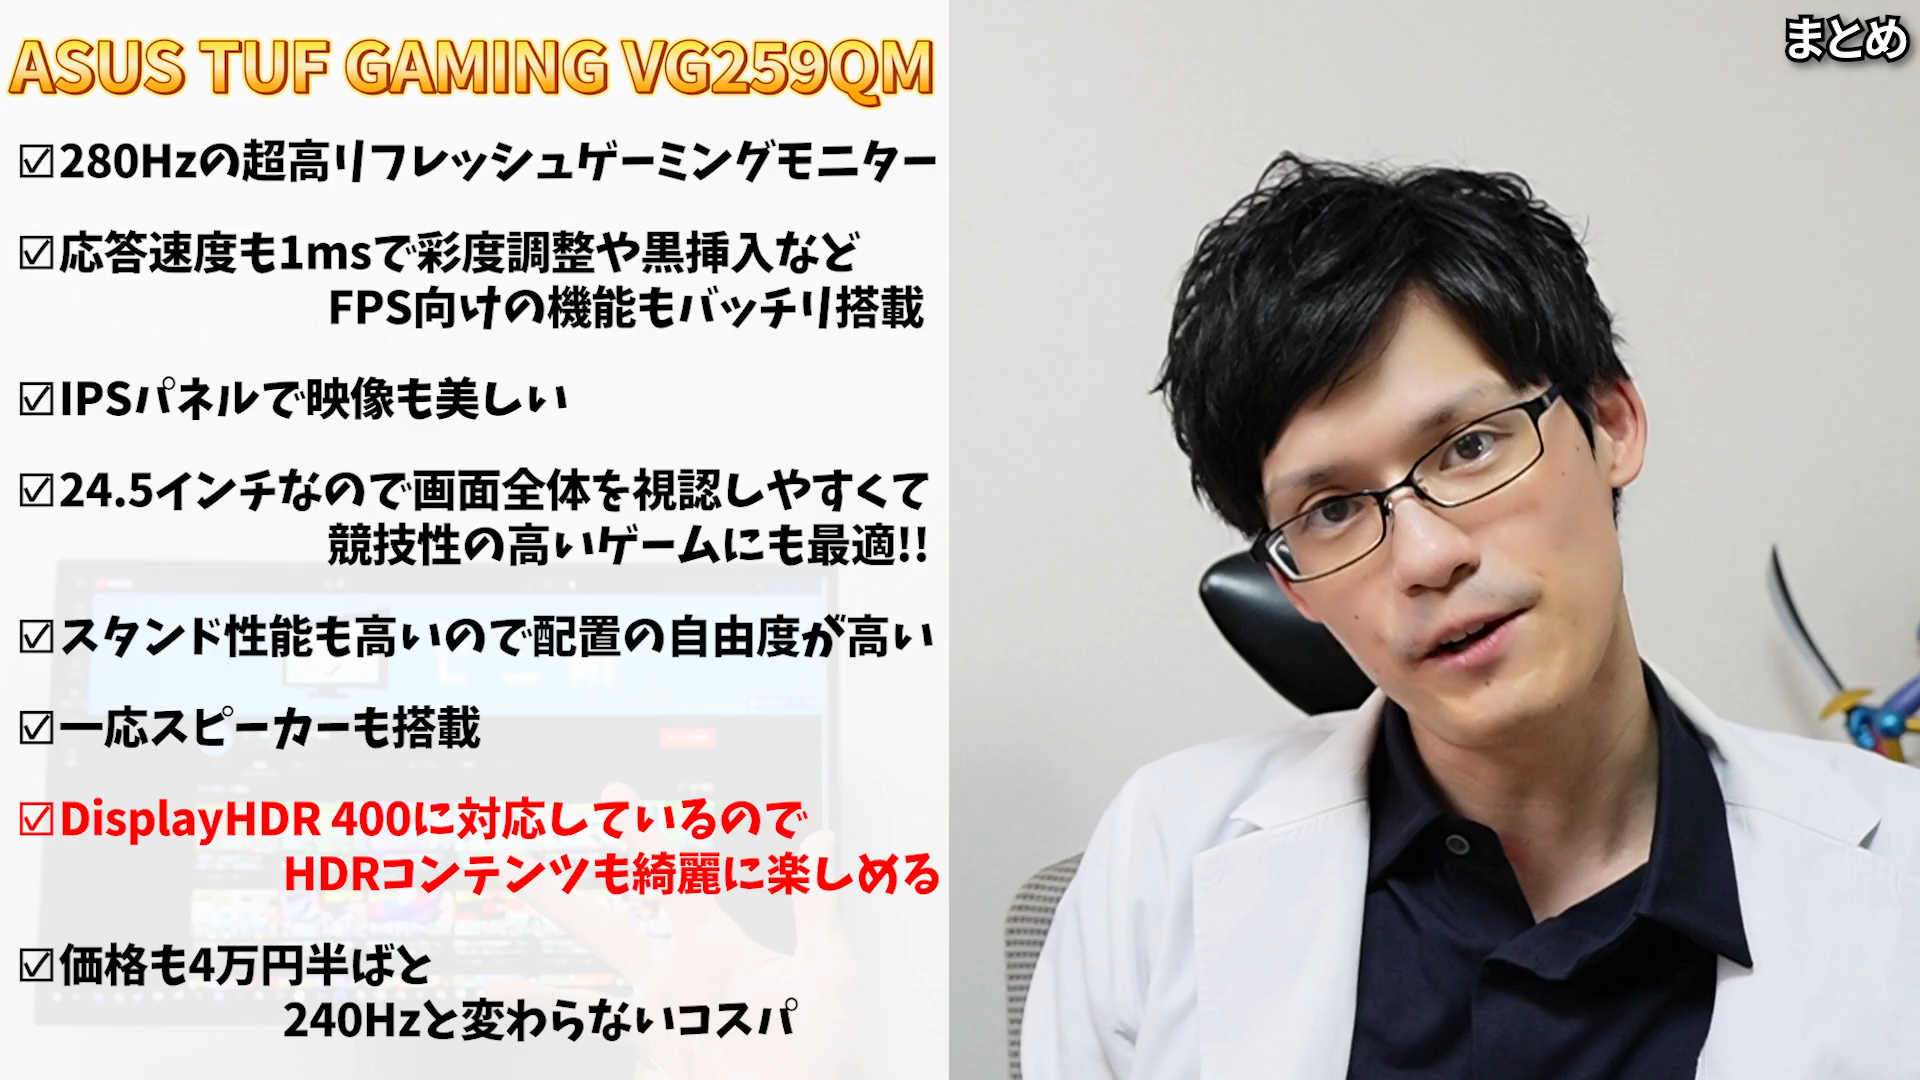 まとめ
ASUS TUF GAMING VG259QM
☑280Hzの超高リフレッシュゲーミングモニター
☑応答速度も1msで彩度調整や黒挿入など
FPS向けの機能もバッチリ搭載
☑IPSパネルで映像も美しい
☑24.5インチなので画面全体を視認しやすくて
競技性の高いゲームにも最適!!
☑スタンド性能も高いので配置の自由度が高い
☑一応スピーカーも搭載
☑DisplayHDR 400に対応しているので
HDRコンテンツも綺麗に楽しめる
☑価格も4万円半ばと
240Hzと変わらないコスパ